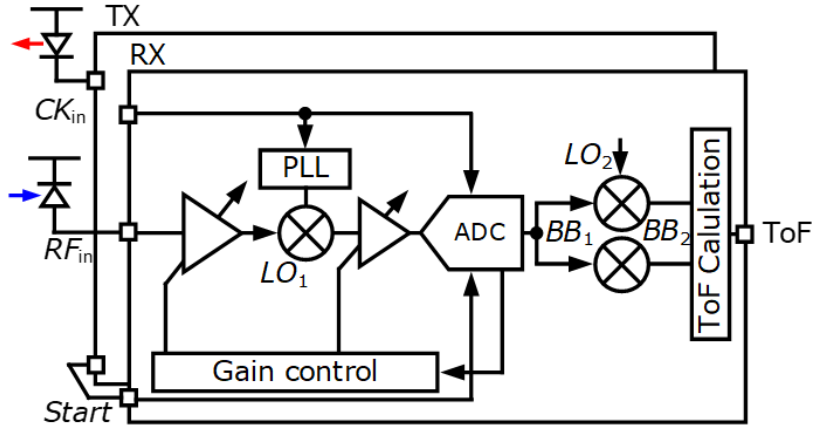 TX
RX
CKin
PLL
LO2
ADC
BB1
BB2
ToF Calulation
ToF
RFin
LO1
Gain control
Start